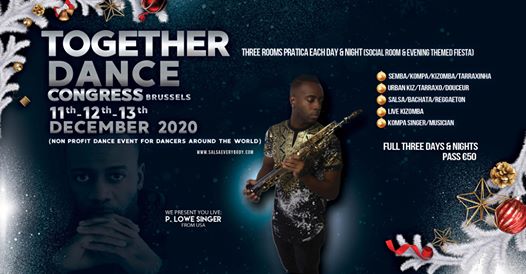 TOGETHER
DANCE
CONGRESS BRUSSELS
11th-12th-13th
DECEMBER 2020
(NON PROFIT DANCE EVENT FOR DANCERS AROUND THE WORLD)
WWW.SALSAEVERYBODY.COM
WE PRESENT YOU LIVE:
P. LOWE SINGER
FROM USA
THREE ROOMS PRATICA EACH DAY & NIGHT (SOCIAL ROOM & EVENING THEMED FIESTA)
SEMBA/KOMPA/KIZOMBA/TARRAXINHA
URBAN KIZ/TARRAXO/DOUCEUR
SALSA/BACHATA/REGGAETON
LIVE KIZOMBA
KOMPA SINGER/MUSICIAN
FULL THREE DAYS & NIGHTS
PASS €50